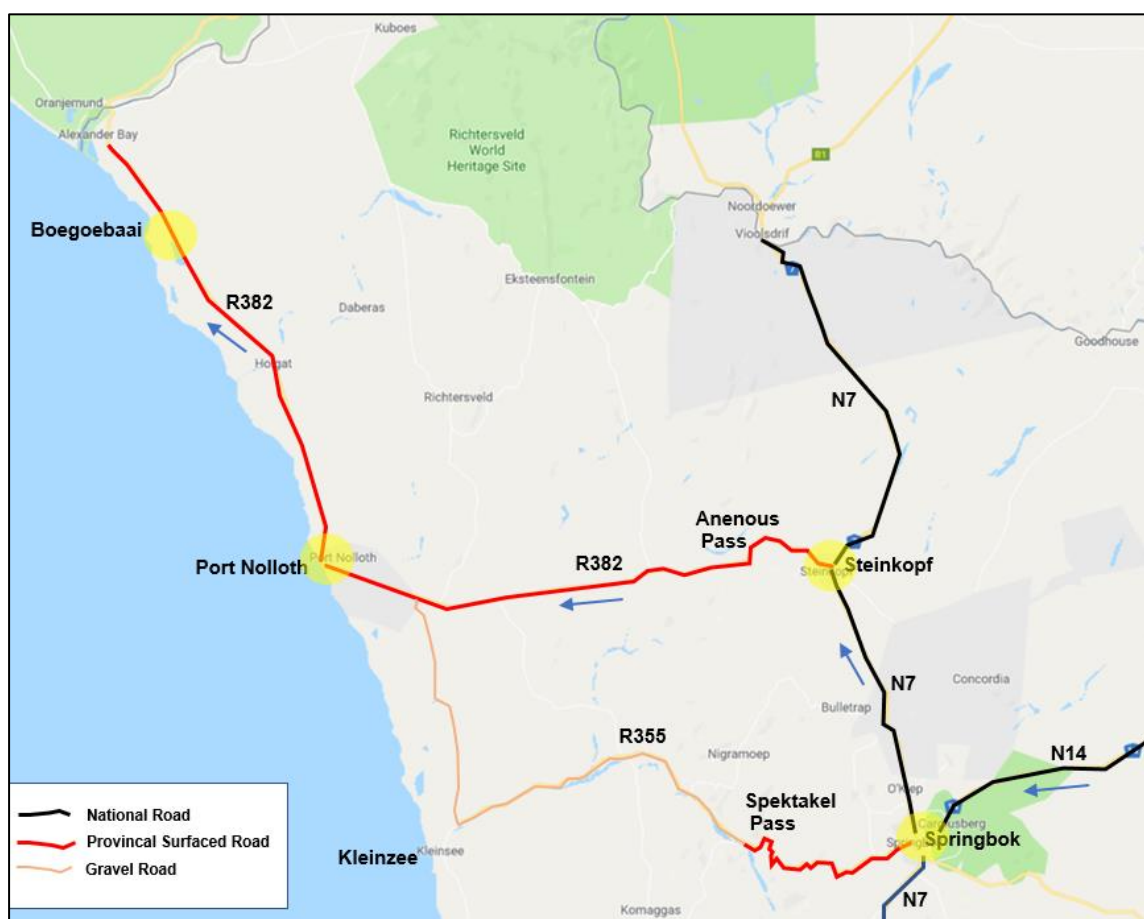 Kuboes
Oranjemund
Alexander Bay
Richtersveld
World
Heritage Site
B1
Noordoewer
Vioolsdrif
7
Boegoebaai
Eksteensfontein
R382
Daberas
Goodhouse
Holgat
Richtersveld
N7
Anenous
Pass
Port Nolloth
Port Nolloth
R382
Steinkopf
Steinkopf
N7
Concordia
Bulletrap
R355
Nigramoep
N14
O'Kiep
Spektakel
Pass
Carolusberg
Springbok
Kleinzee
Kleinsee
Komaggas
N7
National Road
Provincal Surfaced Road
Gravel Road